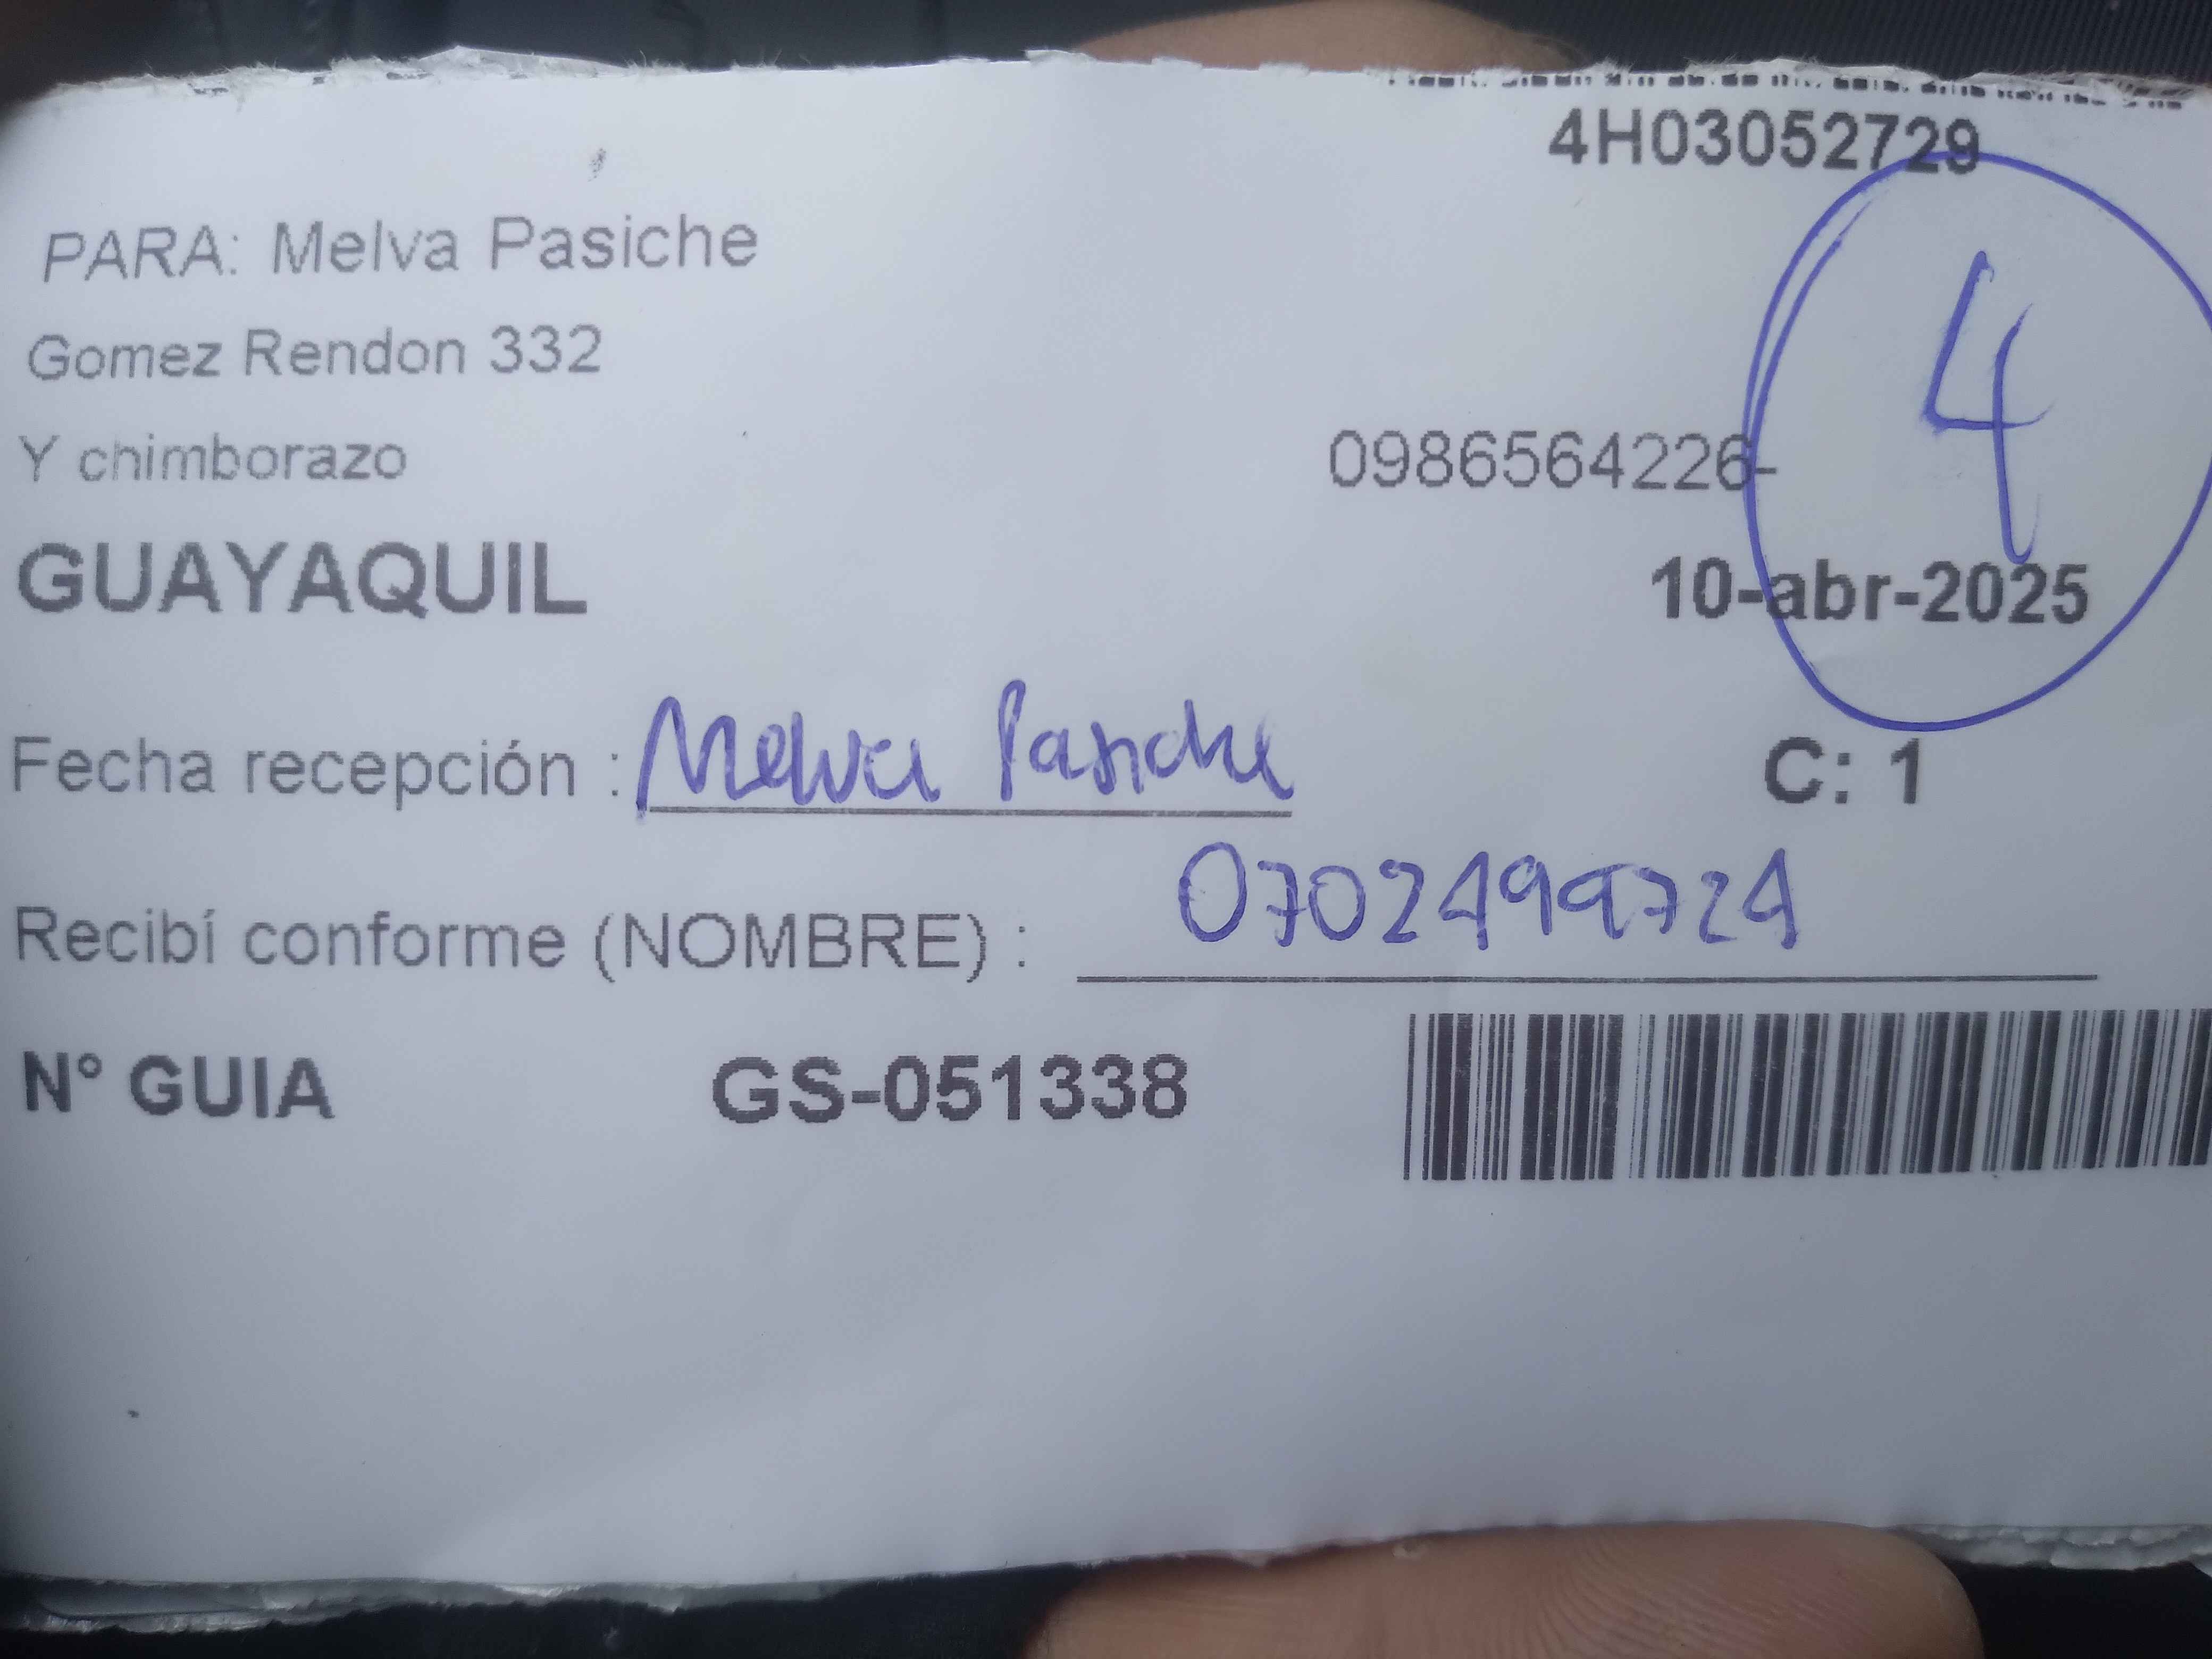 4H03052729
PARA: Melva Pasiche
Gomez Rendon 332
Y chimborazo
0986564226-
4
GUAYAQUIL
10-abr-2025
Fecha recepción : Melva Pasiche
C: 1
Recibí conforme (NOMBRE) : 0702499724
N° GUIA GS-051338